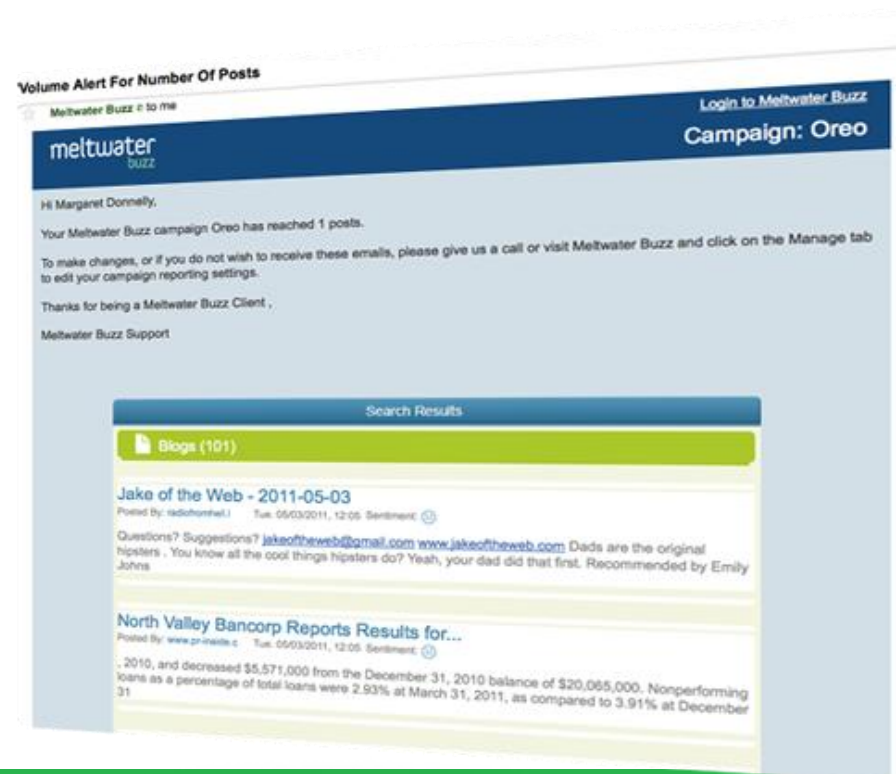 Volume Alert For Number Of Posts
Meltwater Buzz to me
Login to Meltwater Buzz
meltwater
buzz
Campaign: Oreo
Hi Margaret Donnelly,
Your Meltwater Buzz campaign Oreo has reached 1 posts.
To make changes, or if you do not wish to receive these emails, please give us a call or visit Meltwater Buzz and click on the Manage tab
to edit your campaign reporting settings.
Thanks for being a Meltwater Buzz Client ,
Meltwater Buzz Support
Search Results
Blogs (101)
Jake of the Web - 2011-05-03
Posted By: radiofromhell.l Tue. 05/03/2011, 12:05 Sentiment:
Questions? Suggestions? jakeoftheweb@gmail.com www.jakeoftheweb.com Dads are the original
hipsters . You know all the cool things hipsters do? Yeah, your dad did that first. Recommended by Emily
Johns
North Valley Bancorp Reports Results for...
Posted By: www.pr-inside.c Tue. 05/03/2011, 12:05 Sentiment:
, 2010, and decreased $5,571,000 from the December 31, 2010 balance of $20,065,000. Nonperforming
loans as a percentage of total loans were 2.93% at March 31, 2011, as compared to 3.91% at December
31